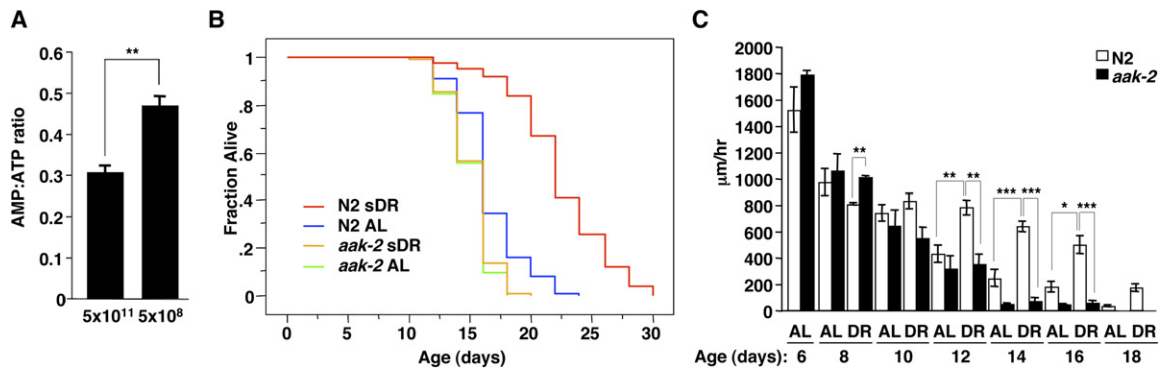 A
AMP:ATP ratio
0.6
0.5
0.4
0.3
0.2
0.1
0
**
5x10¹¹ 5x10⁸
B
Fraction Alive
1
.8
.6
.4
.2
0
N2 sDR
N2 AL
aak-2 sDR
aak-2 AL
0 5 10 15 20 25 30
Age (days)
C
μm/hr
2000
1800
1600
1400
1200
1000
800
600
400
200
0
N2
aak-2
** ** ** *** *** * ***
AL AL DR AL DR AL DR AL DR AL DR AL DR
Age (days): 6 8 10 12 14 16 18